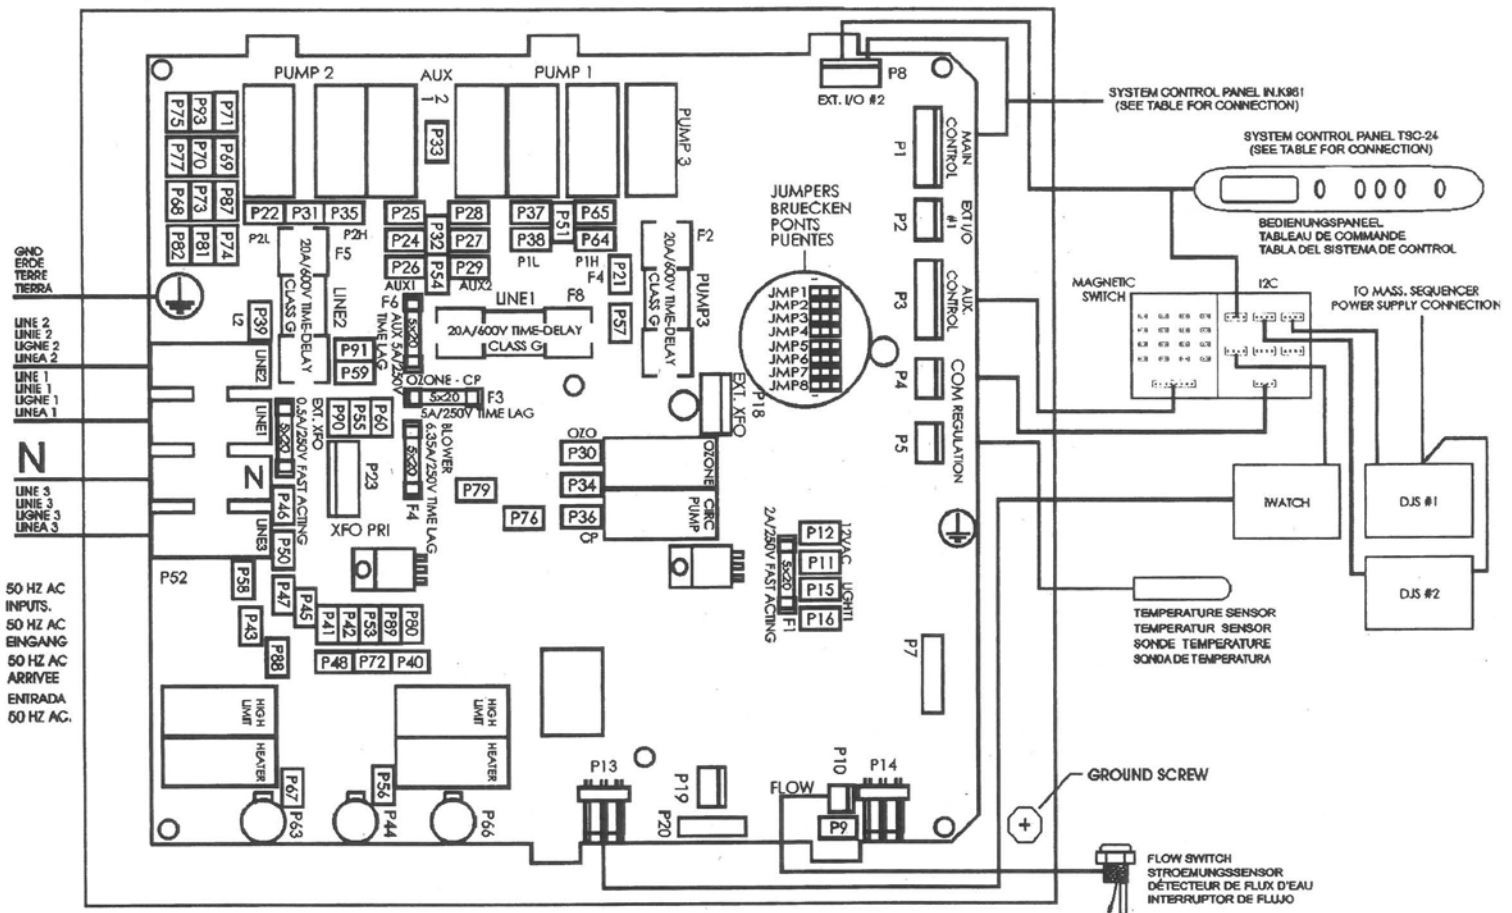 PUMP 2
AUX
1 2
PUMP 1
PUMP 3
P8
EXT. I/O #2
P75
P93
P71
P77
P70
P69
P68
P73
P87
P82
P81
P74
P33
P22
P31
P35
P2L
P2H
P25
P28
P24
P32
P27
P26
P54
P29
AUX1
AUX2
P37
P51
P65
P38
P64
P1L
P1H
F4
P21
P57
F2
20A/600V TIME-DELAY
CLASS G
PUMP3
F5
20A/600V TIME-DELAY
CLASS G
LINE2
L2
P39
P91
P59
F6
5x20
AUX 5A/250V
TIME LAG
LINE1
F8
20A/600V TIME-DELAY
CLASS G
OZONE - CP
5x20
F3
5A/250V TIME LAG
JUMPERS
BRUECKEN
PONTS
PUENTES
JMP1
JMP2
JMP3
JMP4
JMP5
JMP6
JMP7
JMP8
P1
MAIN
CONTROL
P2
EXT I/O
#1
P3
AUX.
CONTROL
P4
COM
REGULATION
P5
P18
EXT. XFO
GND
ERDE
TERRE
TIERRA
LINE 2
LINIE 2
LIGNE 2
LINEA 2
LINE 1
LINIE 1
LIGNE 1
LINEA 1
N
LINE 3
LINIE 3
LIGNE 3
LINEA 3
LINE2
LINE1
N
LINE3
P52
EXT. XFO
5x20
0.5A/250V FAST ACTING
P90
P55
P60
P23
XFO PRI
BLOWER
5x20
6.35A/250V TIME LAG
F4
P46
P50
P79
P76
OZO
P30
P34
P36
CP
OZONE
CIRC
PUMP
P58
P47
P45
P43
P88
P41
P42
P53
P89
P80
P48
P72
P40
P12
P11
P15
P16
12VAC
LIGHT1
5x20
F1
2A/250V FAST ACTING
P7
50 HZ AC
INPUTS.
50 HZ AC
EINGANG
50 HZ AC
ARRIVEE
ENTRADA
50 HZ AC.
HIGH
LIMIT
HEATER
HIGH
LIMIT
HEATER
P67
P63
P56
P44
P66
P13
P19
P20
FLOW
P10
P14
P9
SYSTEM CONTROL PANEL IN.K961
(SEE TABLE FOR CONNECTION)
SYSTEM CONTROL PANEL TSC-24
(SEE TABLE FOR CONNECTION)
BEDIENUNGSPANEEL
TABLEAU DE COMMANDE
TABLA DEL SISTEMA DE CONTROL
MAGNETIC
SWITCH
I2C
TO MASS. SEQUENCER
POWER SUPPLY CONNECTION
IWATCH
DJS #1
DJS #2
TEMPERATURE SENSOR
TEMPERATUR SENSOR
SONDE TEMPERATURE
SONDA DE TEMPERATURA
GROUND SCREW
FLOW SWITCH
STROEMUNGSSENSOR
DÉTECTEUR DE FLUX D'EAU
INTERRUPTOR DE FLUJO